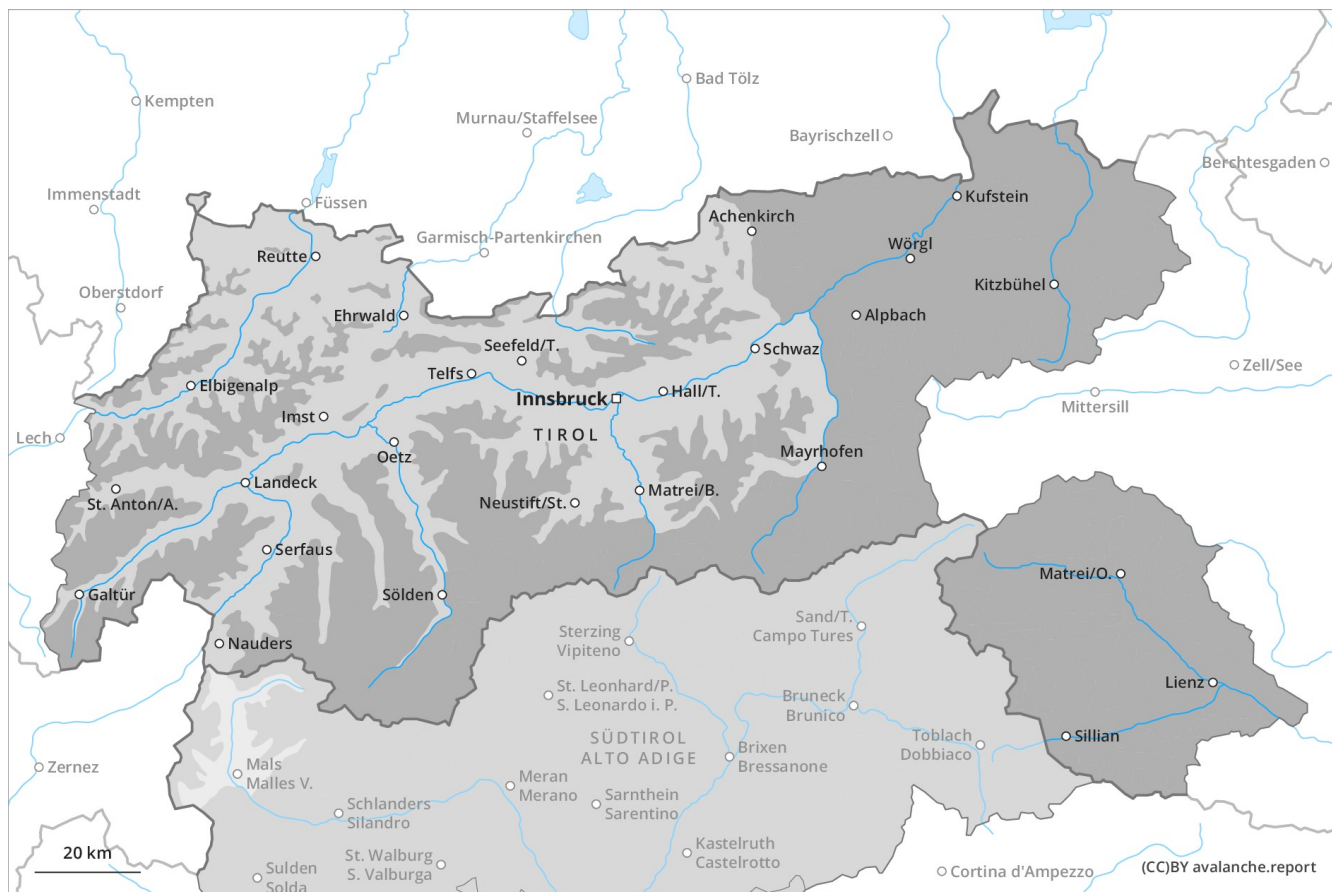 Kempten
Bad Tölz
Murnau/Staffelsee
Bayrischzell
Berchtesgaden
Immenstadt
Füssen
Kufstein
Achenkirch
Garmisch-Partenkirchen
Wörgl
Reutte
Oberstdorf
Kitzbühel
Ehrwald
Alpbach
Seefeld/T.
Schwaz
Zell/See
Telfs
Elbigenalp
Hall/T.
Innsbruck
Mittersill
Imst
Lech
TIROL
Oetz
Mayrhofen
Landeck
Matrei/B.
St. Anton/A.
Neustift/St.
Serfaus
Matrei/O.
Galtür
Sölden
Sand/T.
Campo Tures
Sterzing
Vipiteno
Nauders
Lienz
St. Leonhard/P.
S. Leonardo i. P.
Bruneck
Brunico
SÜDTIROL
ALTO ADIGE
Toblach
Dobbiaco
Sillian
Brixen
Bressanone
Mals
Malles V.
Zernez
Meran
Merano
Sarnthein
Sarentino
Schlanders
Silandro
Kastelruth
Castelrotto
20 km
St. Walburg
S. Valburga
Sulden
Solda
Cortina d'Ampezzo
(CC)BY avalanche.report